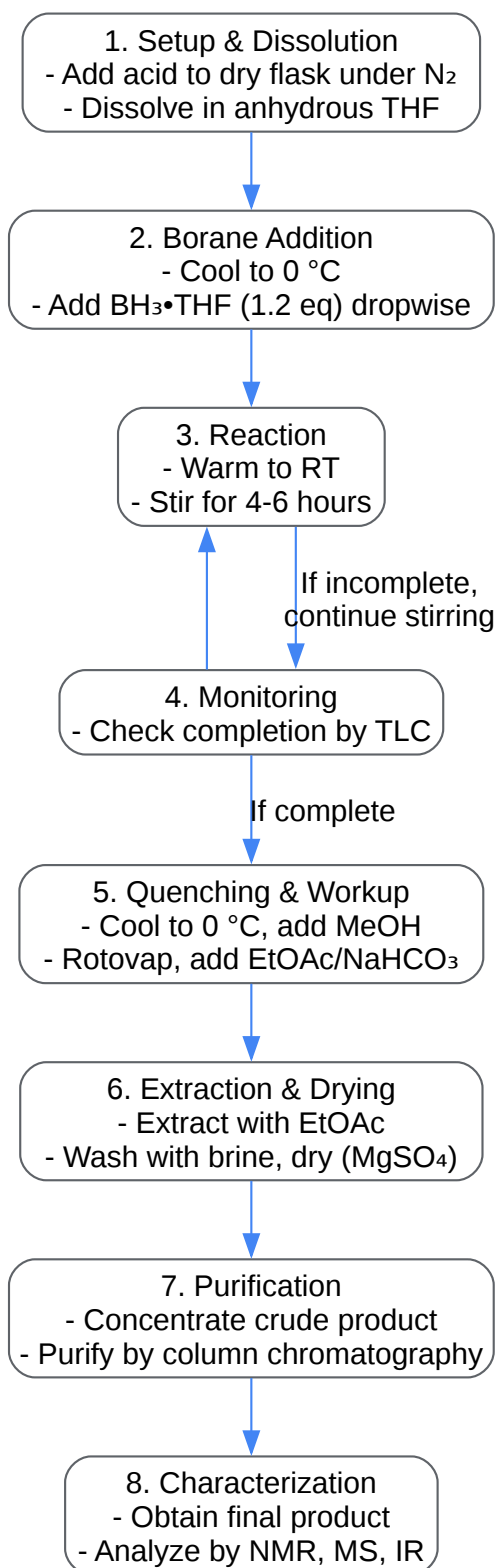 1. Setup & Dissolution
- Add acid to dry flask under N₂
- Dissolve in anhydrous THF
2. Borane Addition
- Cool to 0 °C
- Add BH₃•THF (1.2 eq) dropwise
3. Reaction
- Warm to RT
- Stir for 4-6 hours
If incomplete,
continue stirring
4. Monitoring
- Check completion by TLC
If complete
5. Quenching & Workup
- Cool to 0 °C, add MeOH
- Rotovap, add EtOAc/NaHCO₃
6. Extraction & Drying
- Extract with EtOAc
- Wash with brine, dry (MgSO₄)
7. Purification
- Concentrate crude product
- Purify by column chromatography
8. Characterization
- Obtain final product
- Analyze by NMR, MS, IR